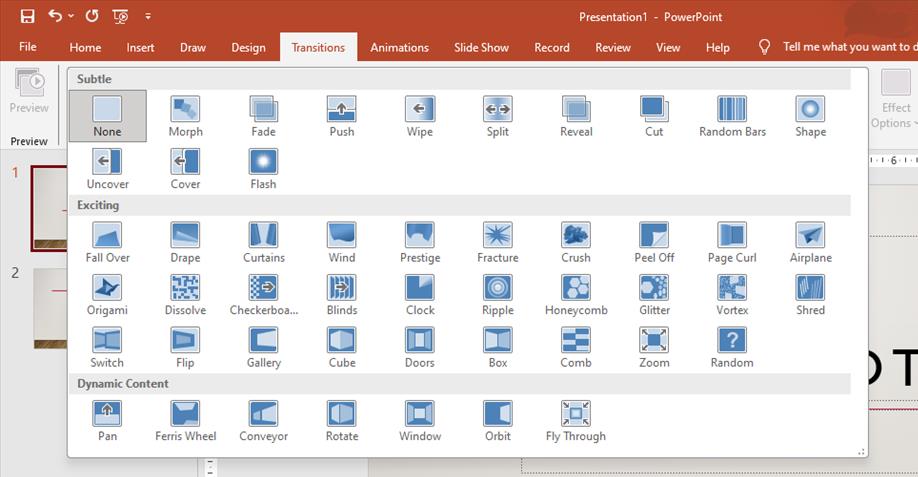 Presentation1 - PowerPoint
File Home Insert Draw Design Transitions Animations Slide Show Record Review View Help Tell me what you want to d
Subtle
Preview
None Morph Fade Push Wipe Split Reveal Cut Random Bars Shape
Effect
Options
Preview
Uncover Cover Flash
1
6
Exciting
Fall Over Drape Curtains Wind Prestige Fracture Crush Peel Off Page Curl Airplane
2
Origami Dissolve Checkerboa... Blinds Clock Ripple Honeycomb Glitter Vortex Shred
?
Switch Flip Gallery Cube Doors Box Comb Zoom Random
OT
Dynamic Content
Pan Ferris Wheel Conveyor Rotate Window Orbit Fly Through